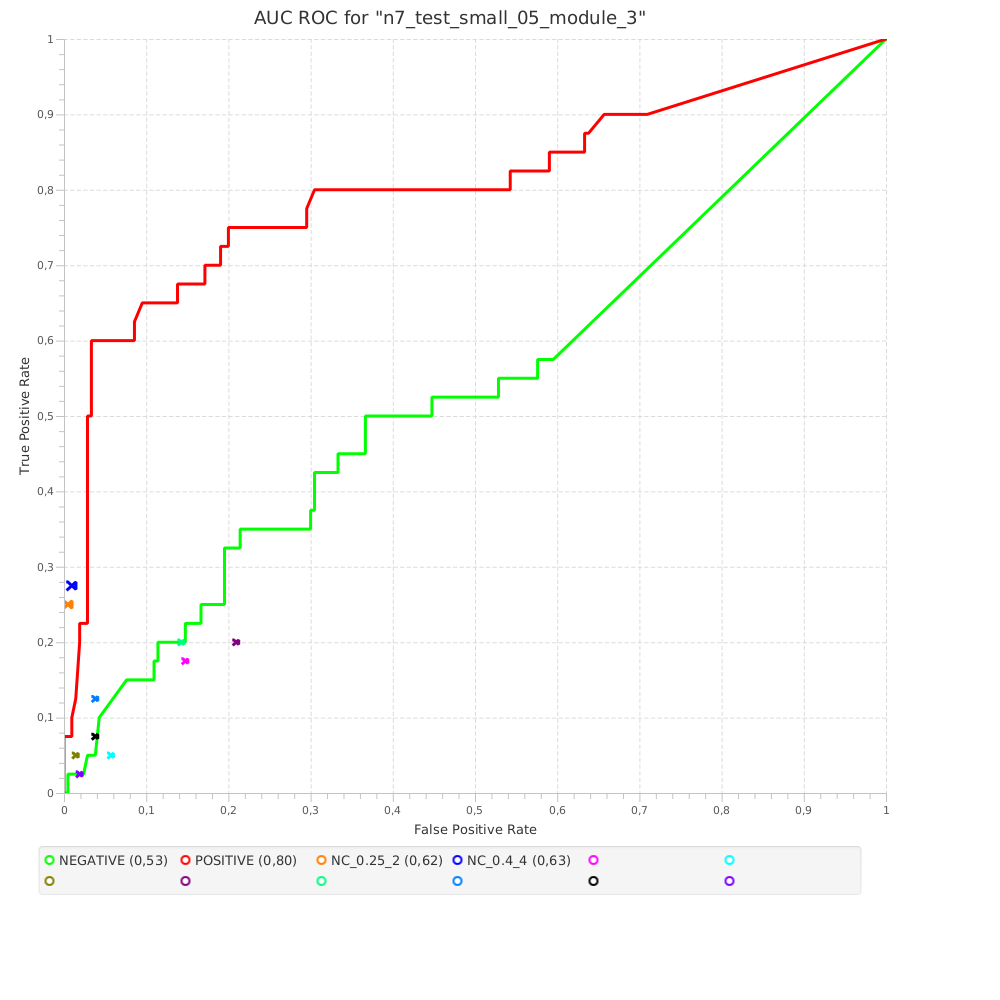 AUC ROC for "n7_test_small_05_module_3"
1
0,9
0,8
0,7
0,6
0,5
0,4
0,3
0,2
0,1
0
True Positive Rate
0 0,1 0,2 0,3 0,4 0,5 0,6 0,7 0,8 0,9 1
False Positive Rate
NEGATIVE (0,53) POSITIVE (0,80) NC_0.25_2 (0,62) NC_0.4_4 (0,63)